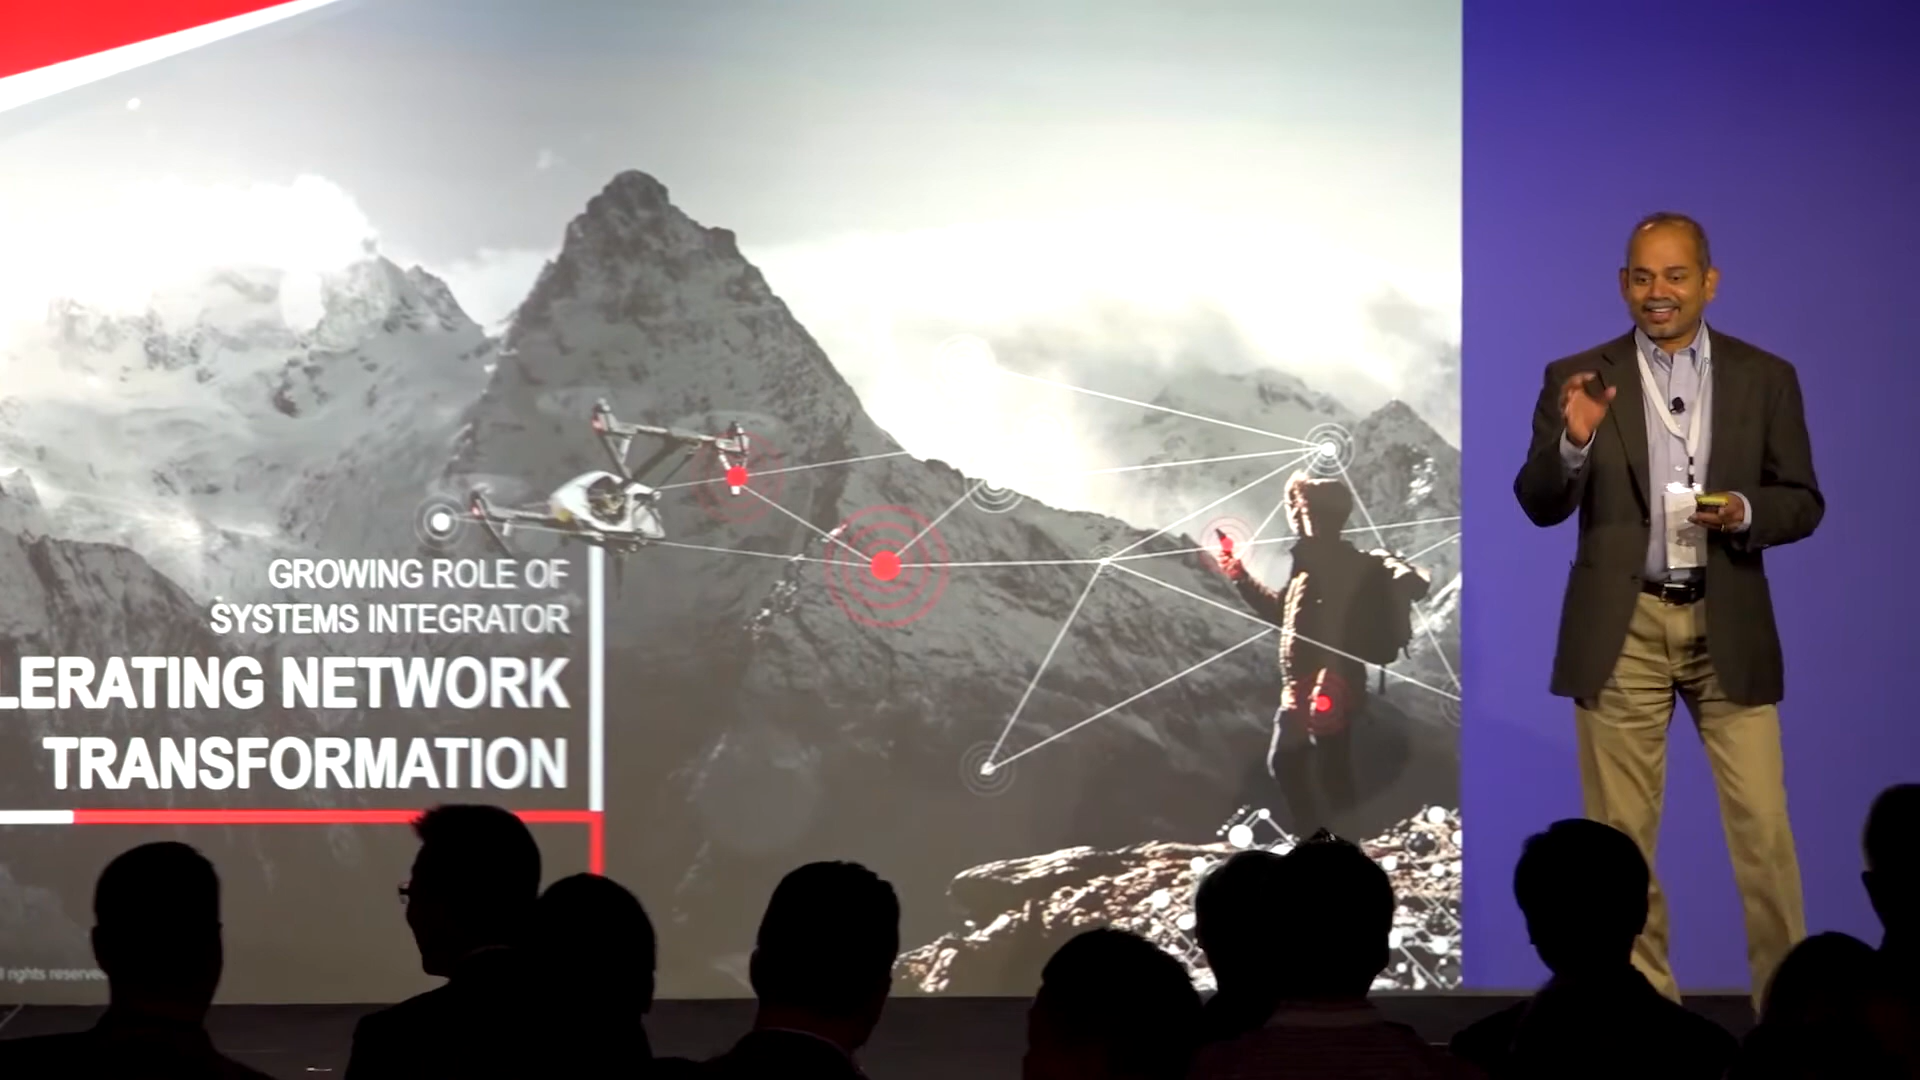 GROWING ROLE OF
SYSTEMS INTEGRATOR
LERATING NETWORK
TRANSFORMATION
ll rights reserved